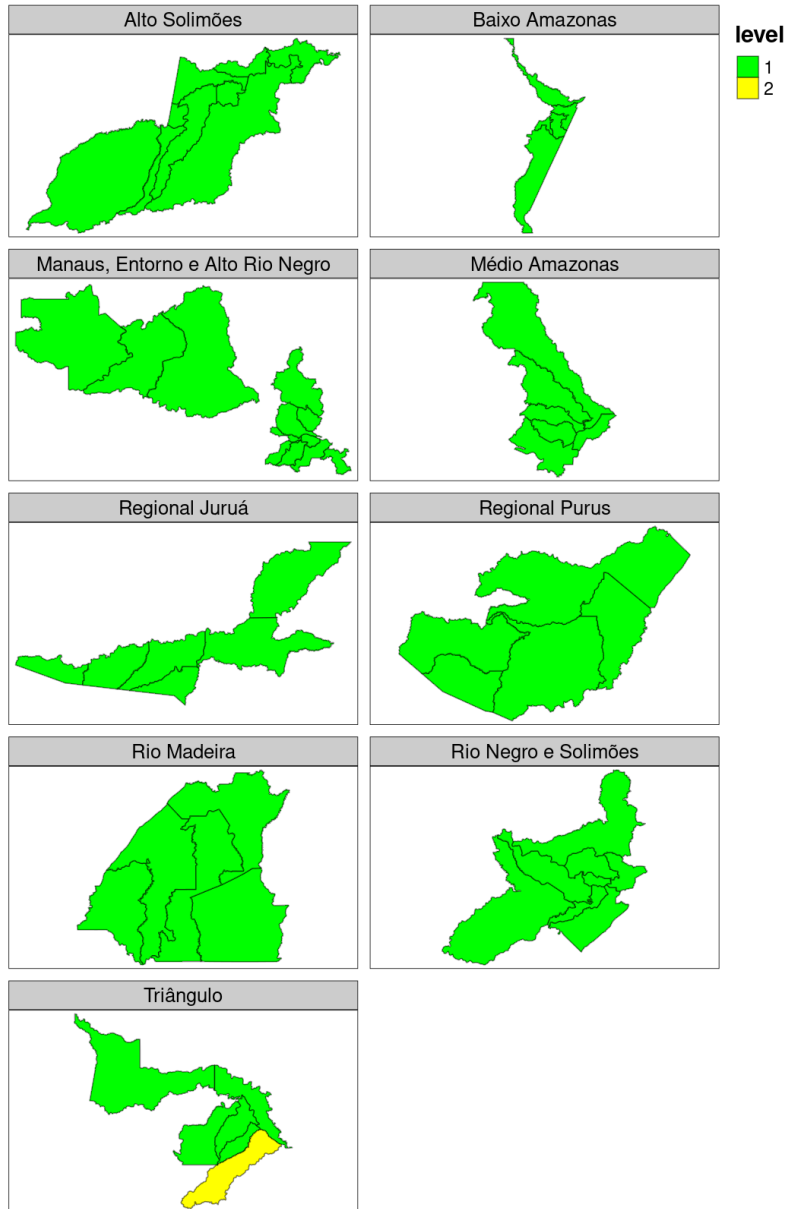 Alto Solimões
Baixo Amazonas
level
1
2
Manaus, Entorno e Alto Rio Negro
Médio Amazonas
Regional Juruá
Regional Purus
Rio Madeira
Rio Negro e Solimões
Triângulo